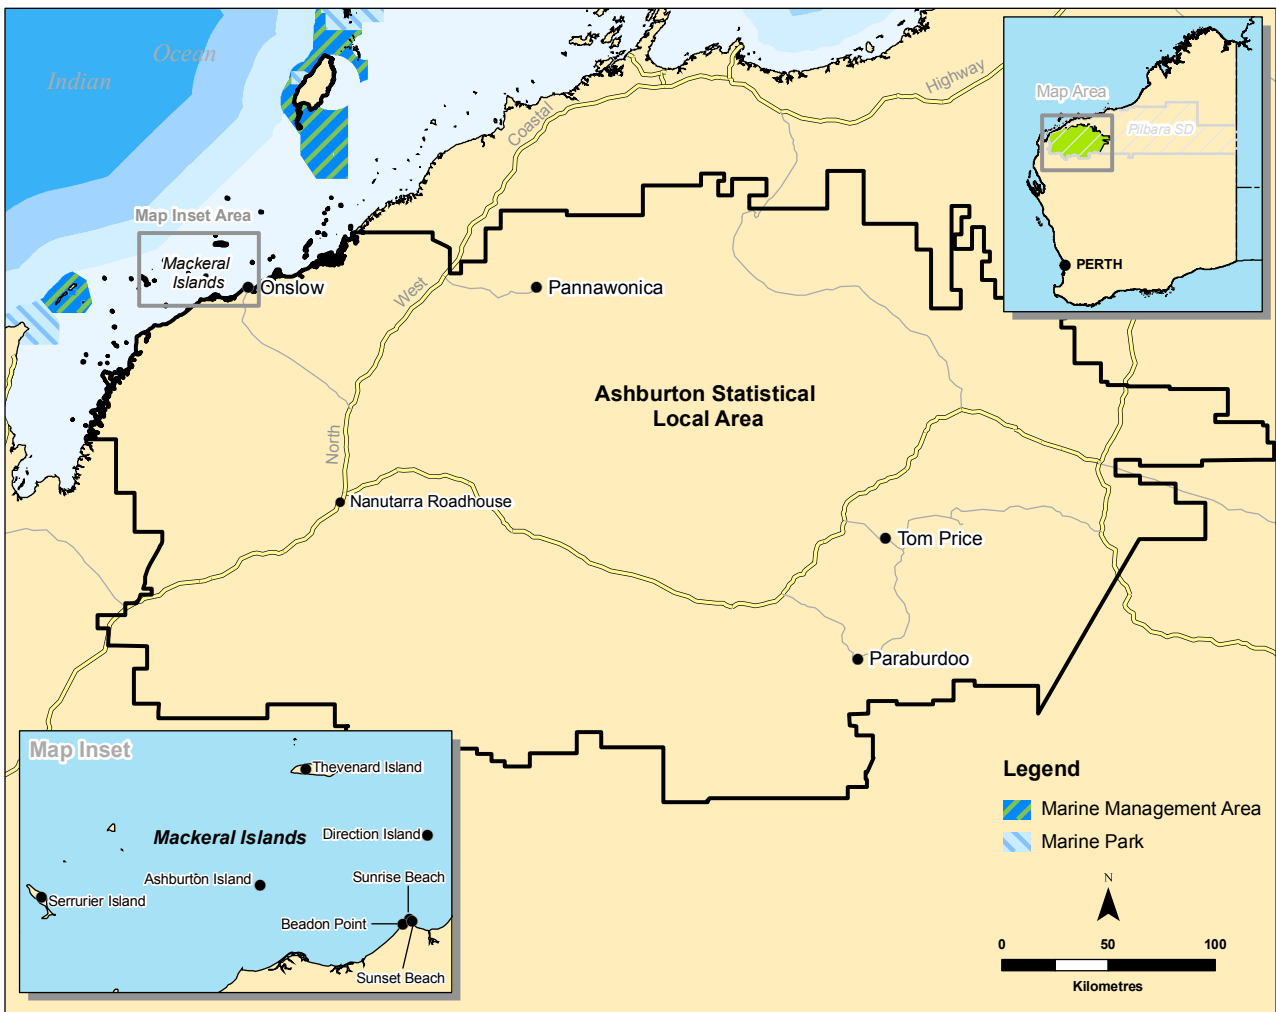 Ocean
Indian
Coastal
Highway
Map Area
Pilbara SD
PERTH
Map Inset Area
Mackeral
Islands
Onslow
West
Pannawonica
Ashburton Statistical
Local Area
North
Nanutarra Roadhouse
Tom Price
Paraburdoo
Map Inset
Thevenard Island
Mackeral Islands
Direction Island
Ashburton Island
Sunrise Beach
Serrurier Island
Beadon Point
Sunset Beach
Legend
Marine Management Area
Marine Park
N
0 50 100
Kilometres